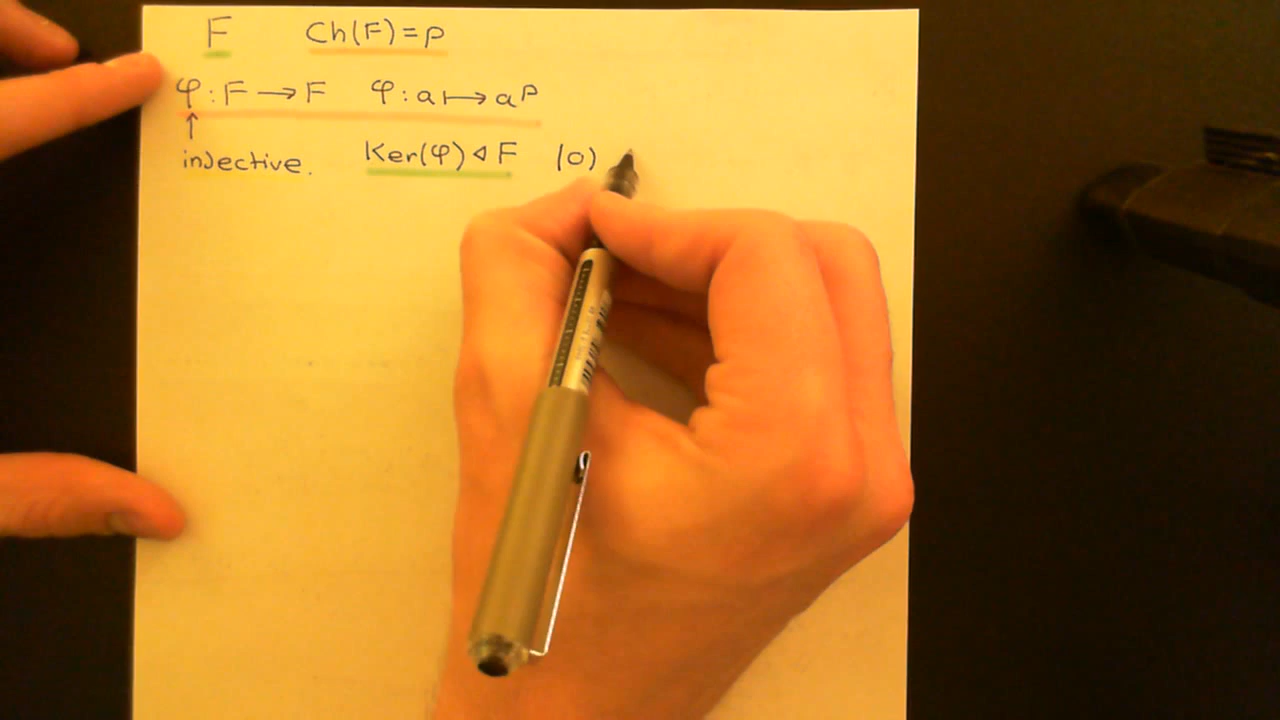 F Ch(F)=p
φ:F→F φ:a↦a^p
↑
injective. Ker(φ)◁F (0)